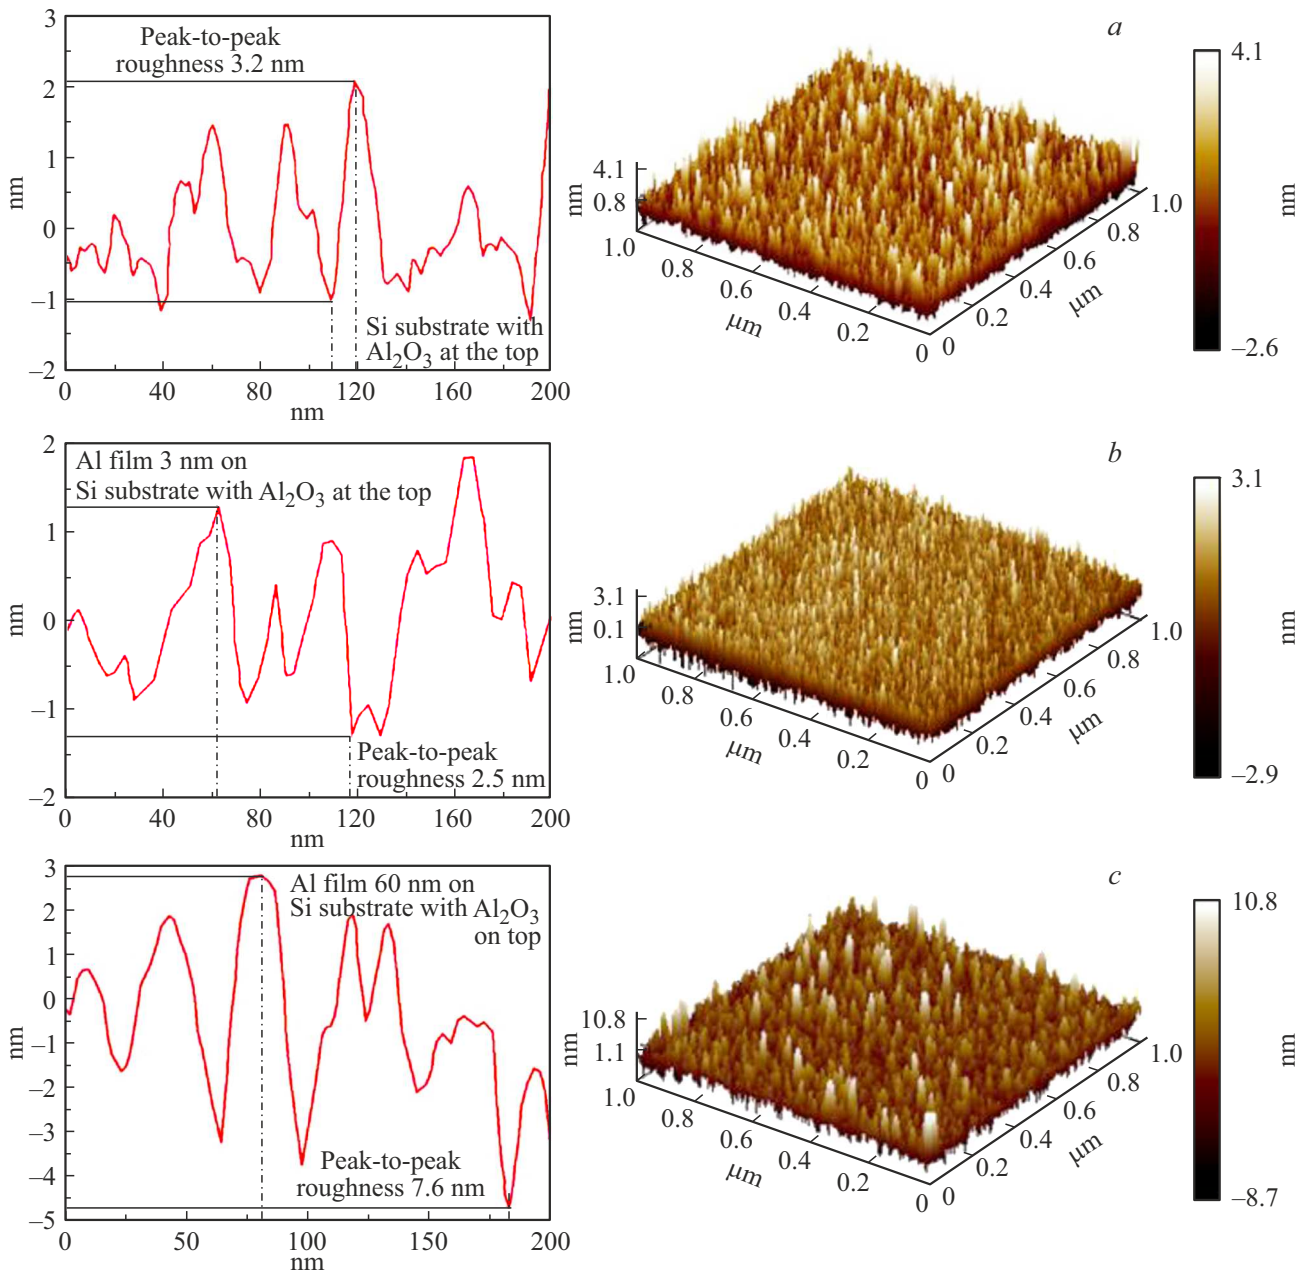 3
2
1
0
–1
–2
nm
Peak-to-peak
roughness 3.2 nm
Si substrate with
Al2O3 at the top
0
40
80
120
160
200
nm
a
4.1
0.8
nm
1.0
0.8
0.6
0.4
0.2
0
μm
0
0.2
0.4
0.6
0.8
1.0
μm
4.1
–2.6
nm
2
1
0
–1
–2
nm
Al film 3 nm on
Si substrate with Al2O3 at the top
Peak-to-peak
roughness 2.5 nm
0
40
80
120
160
200
nm
b
3.1
0.1
nm
1.0
0.8
0.6
0.4
0.2
0
μm
0
0.2
0.4
0.6
0.8
1.0
μm
3.1
–2.9
nm
3
2
1
0
–1
–2
–3
–4
–5
nm
Al film 60 nm on
Si substrate with Al2O3
on top
Peak-to-peak
roughness 7.6 nm
0
50
100
150
200
nm
c
10.8
1.1
nm
1.0
0.8
0.6
0.4
0.2
0
μm
0
0.2
0.4
0.6
0.8
1.0
μm
10.8
–8.7
nm